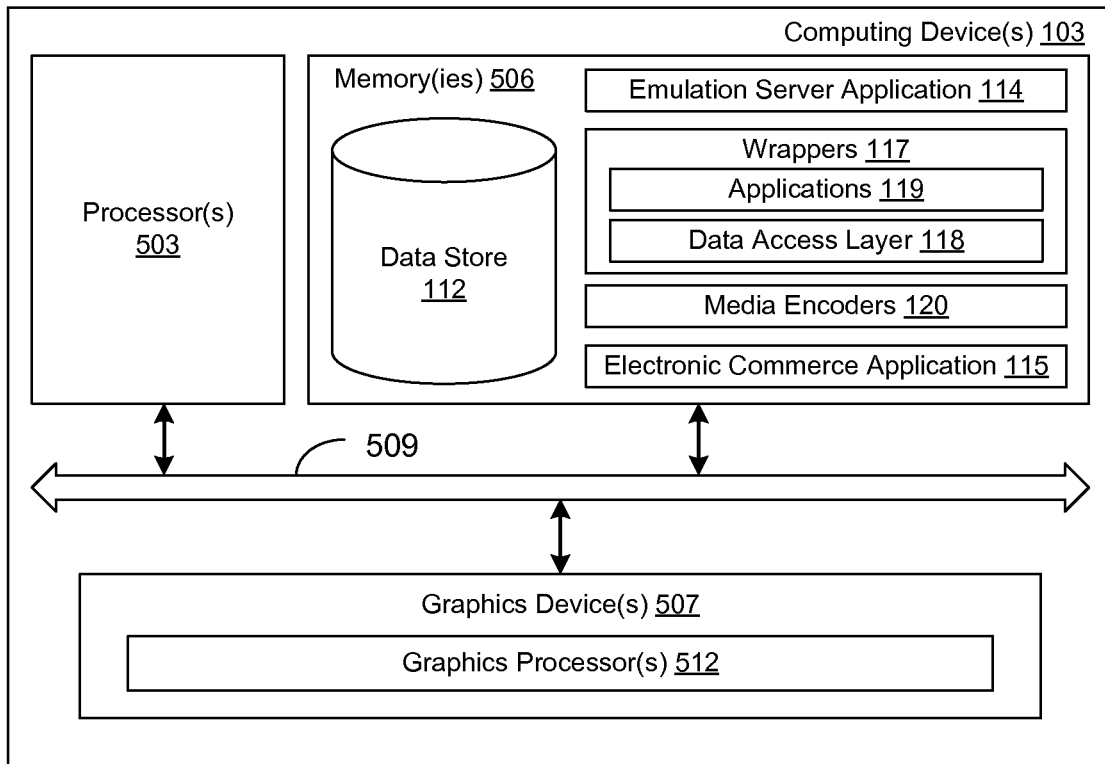 Computing Device(s) 103
Processor(s)
503
Memory(ies) 506
Data Store
112
Emulation Server Application 114
Wrappers 117
Applications 119
Data Access Layer 118
Media Encoders 120
Electronic Commerce Application 115
509
Graphics Device(s) 507
Graphics Processor(s) 512